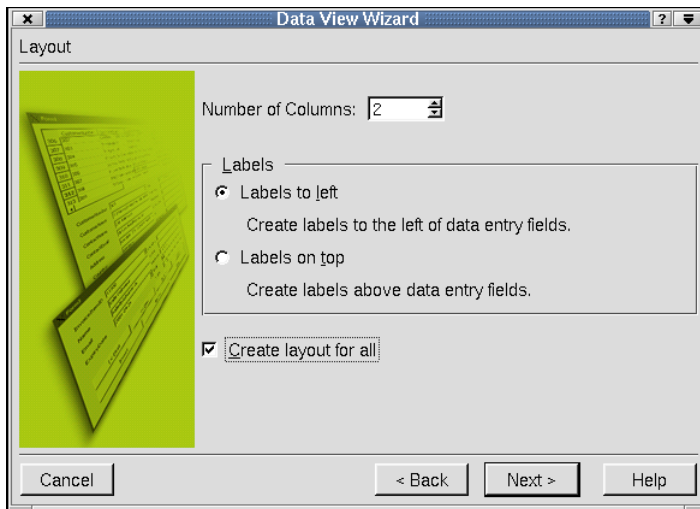 Data View Wizard
?
Layout
Number of Columns: 2
Labels
Labels to left
Create labels to the left of data entry fields.
Labels on top
Create labels above data entry fields.
Create layout for all
Cancel
< Back
Next >
Help